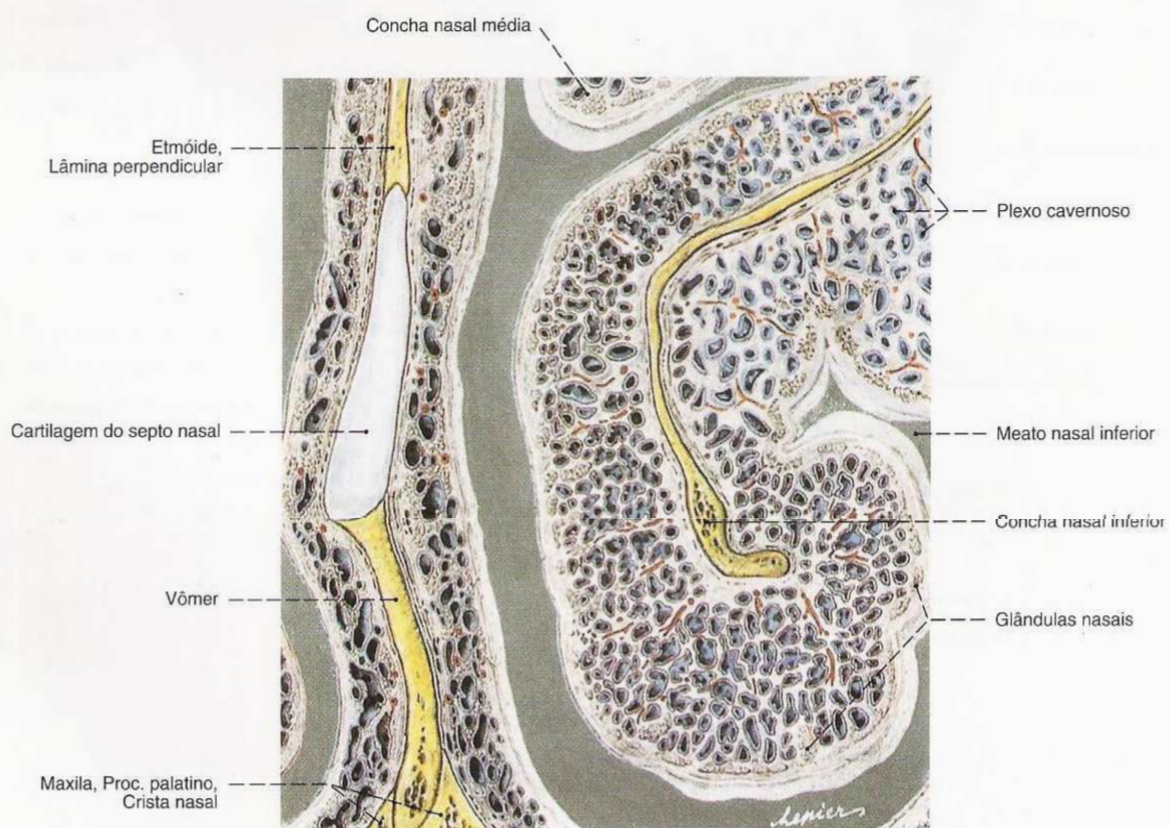 Concha nasal média
Etmóide,
Lâmina perpendicular
Plexo cavernoso
Cartilagem do septo nasal
Meato nasal inferior
Concha nasal inferior
Vômer
Glândulas nasais
Maxila, Proc. palatino,
Crista nasal